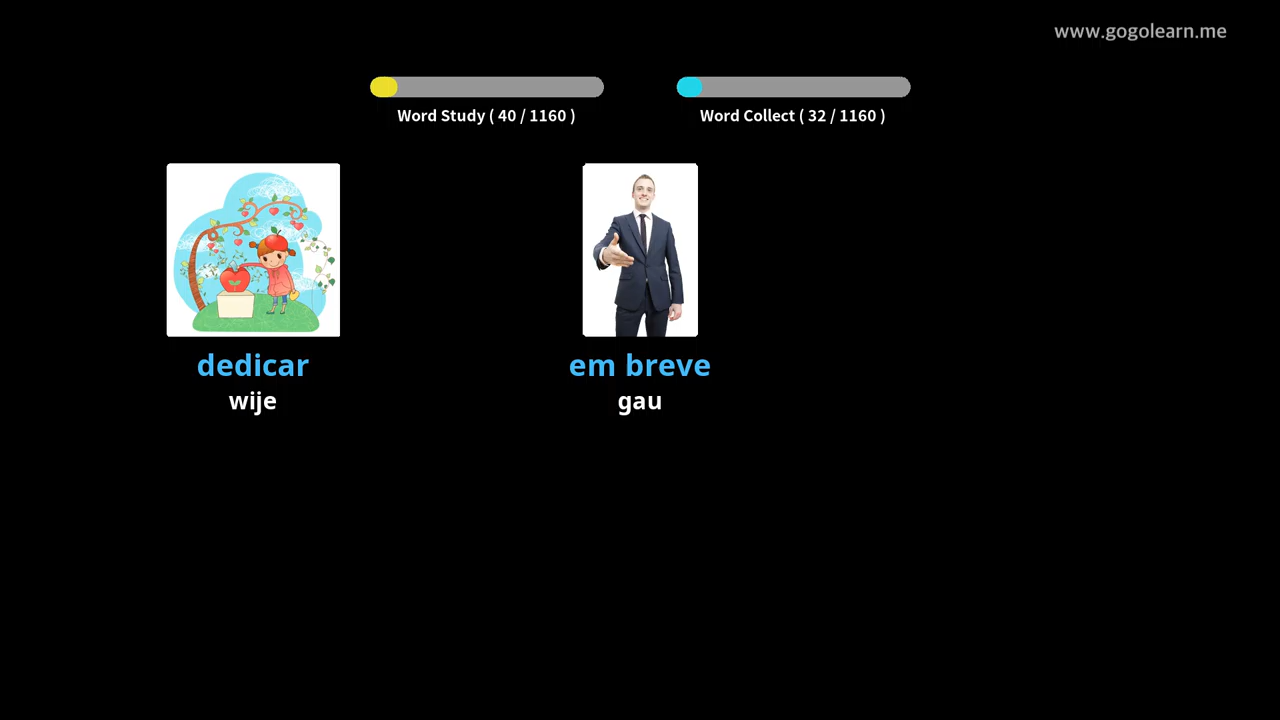 www.gogolearn.me
Word Study ( 40 / 1160 )
Word Collect ( 32 / 1160 )
dedicar
wije
em breve
gau